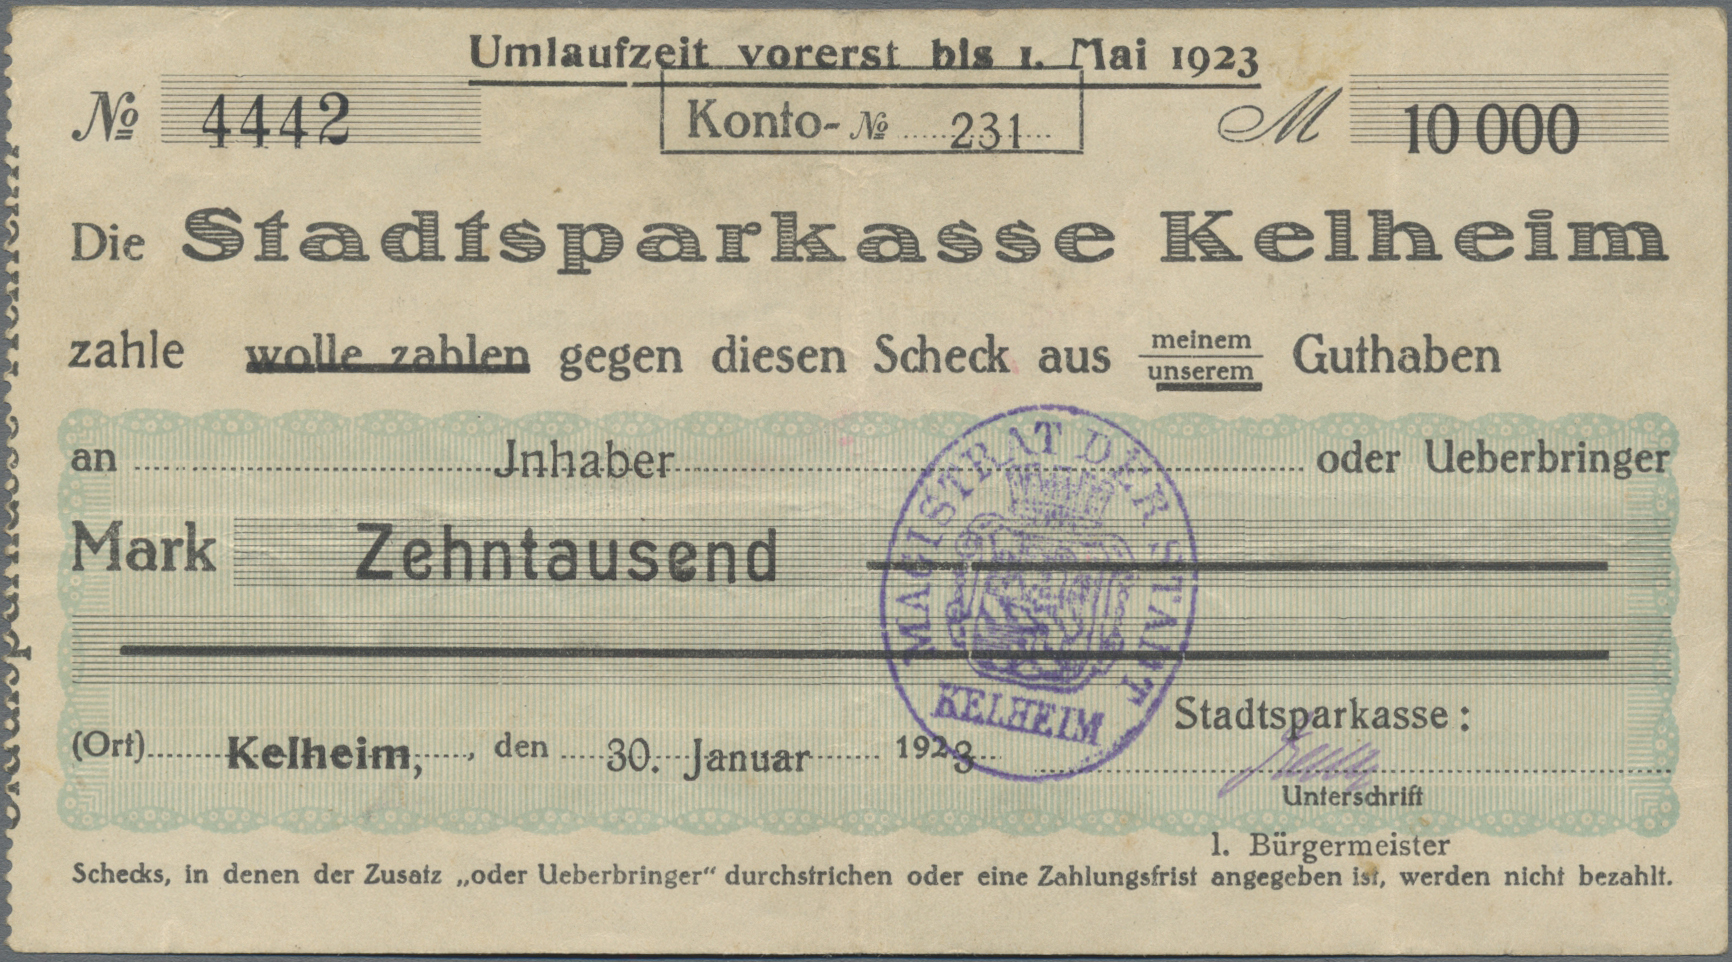 Umlaufzeit vorerst bis 1. Mai 1923
No 4442 Konto-No 231 M 10 000
Die Stadtsparkasse Kelheim
zahle wolle zahlen gegen diesen Scheck aus meinem unserem Guthaben
an Jnhaber oder Ueberbringer
Mark Zehntausend
MAGISTRAT DER STADT
KELHEIM
Stadtsparkasse:
(Ort) Kelheim, , den 30. Januar 1923
Unterschrift
1. Bürgermeister
Schecks, in denen der Zusatz „oder Ueberbringer“ durchstrichen oder eine Zahlungsfrist angegeben ist, werden nicht bezahlt.